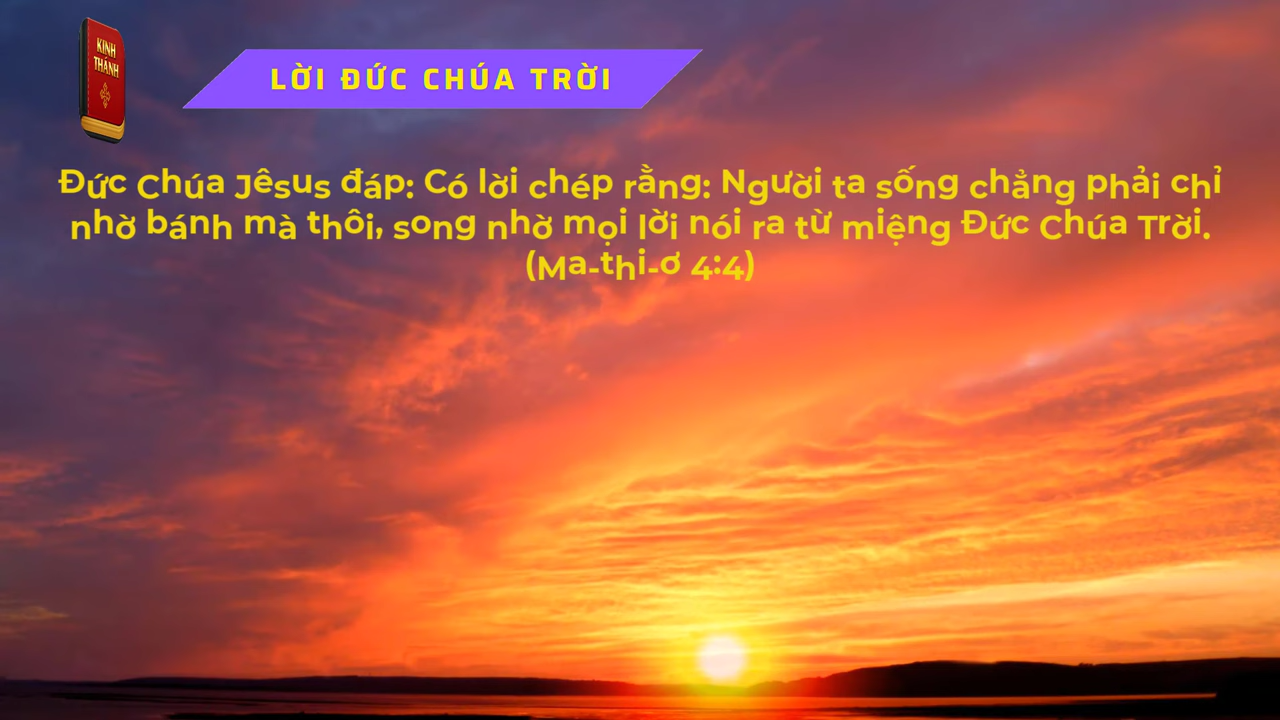 KINH
THÁNH
LỜI ĐỨC CHÚA TRỜI
Đức Chúa Jêsus đáp: Có lời chép rằng: Người ta sống chẳng phải chỉ
nhờ bánh mà thôi, song nhờ mọi lời nói ra từ miệng Đức Chúa Trời.
(Ma-thi-ơ 4:4)